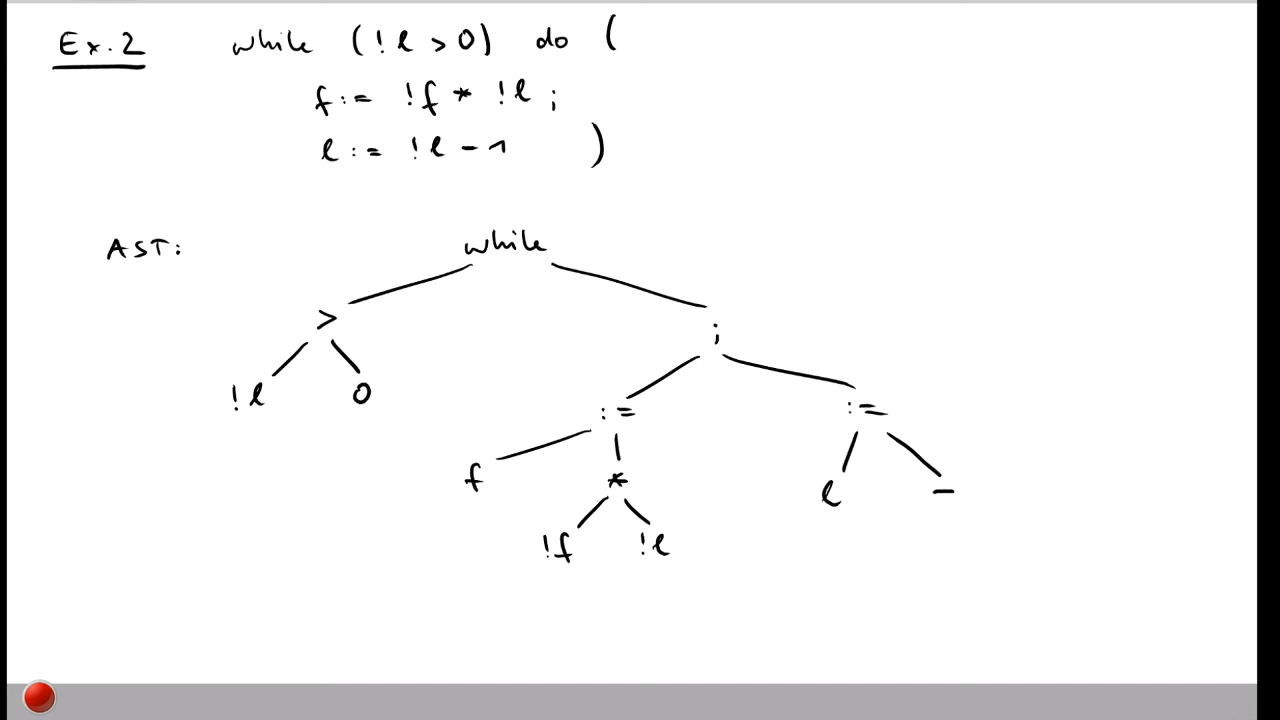 Ex. 2 while (!l > 0) do (
f := !f * !l ;
l := !l - 1 )
AST: while
> ;
!l 0 := :=
f * l -
!f !l